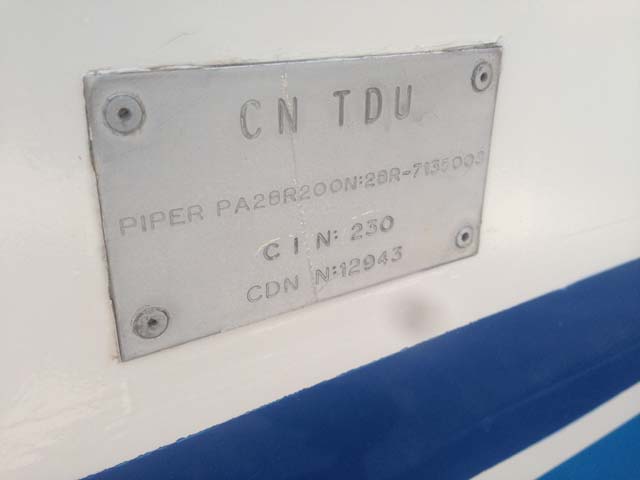 CN TDU
PIPER PA28R200N:28R-7135003
C I N: 230
CDN N:12943